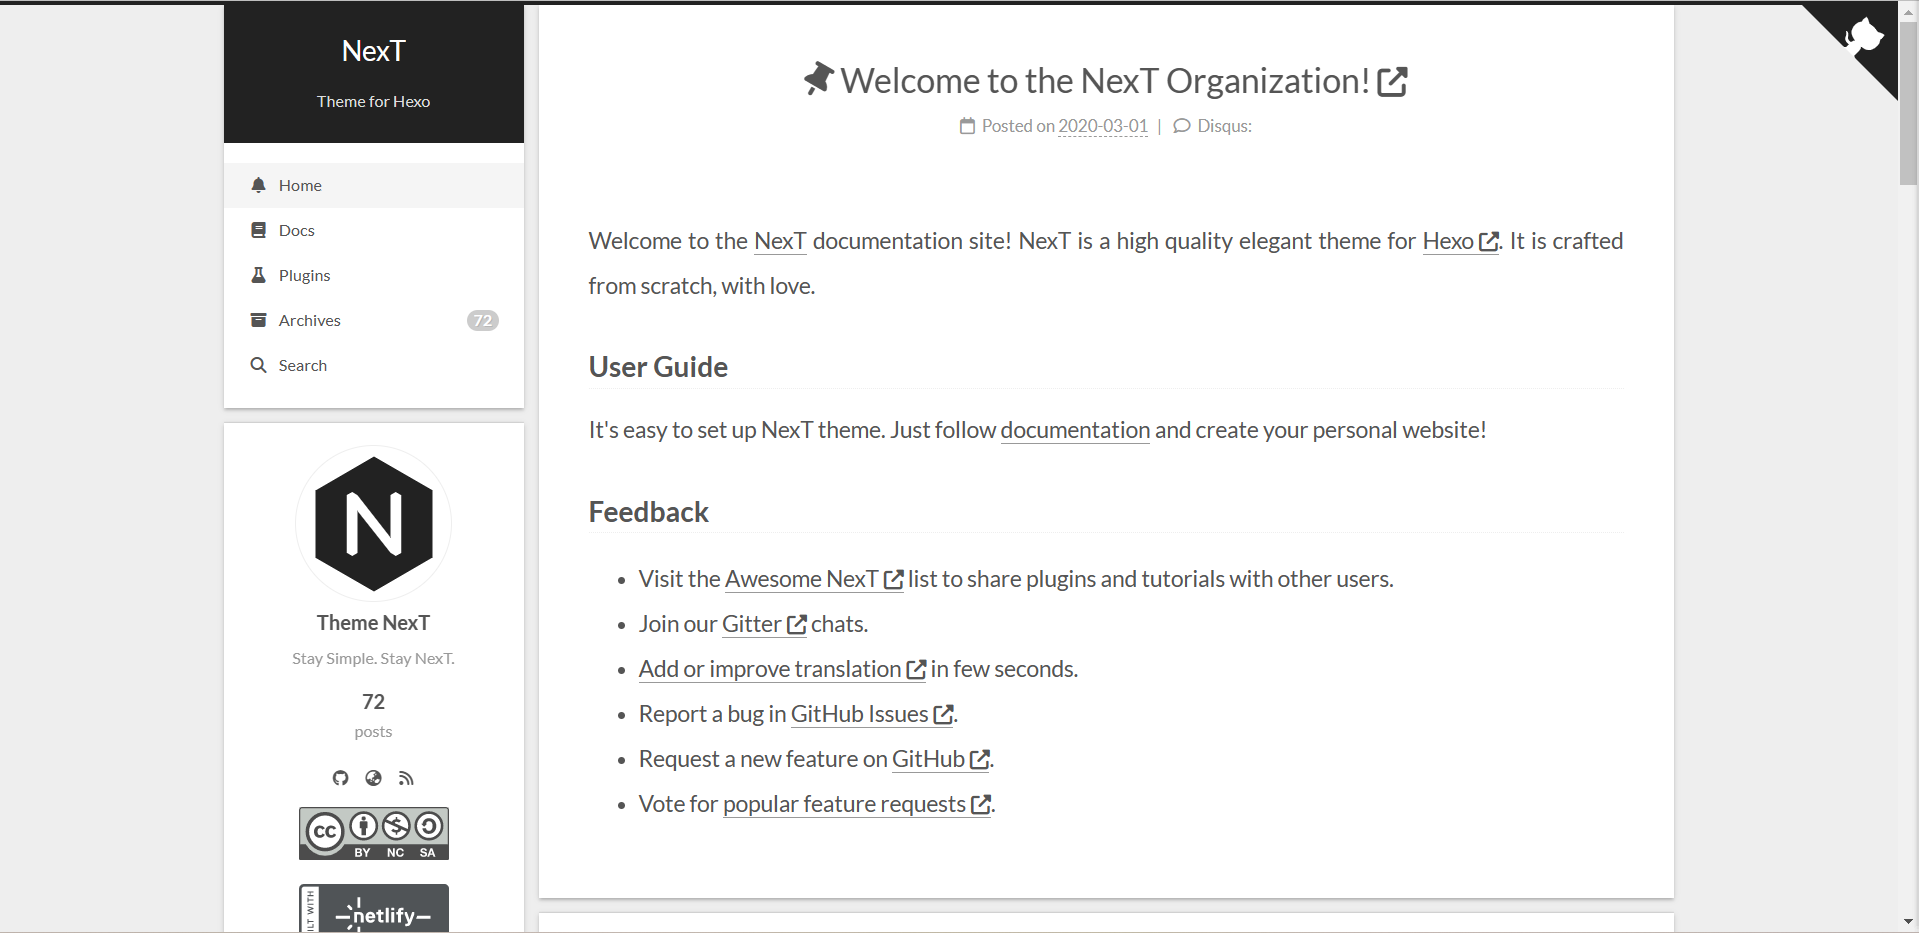 NexT
Theme for Hexo
Home
Docs
Plugins
Archives 72
Search
N
Theme NexT
Stay Simple. Stay NexT.
72
posts
cc
BY NC SA
netlify
Welcome to the NexT Organization!
Posted on 2020-03-01 | Disqus:
Welcome to the NexT documentation site! NexT is a high quality elegant theme for Hexo. It is crafted
from scratch, with love.
User Guide
It's easy to set up NexT theme. Just follow documentation and create your personal website!
Feedback
• Visit the Awesome NexT list to share plugins and tutorials with other users.
• Join our Gitter chats.
• Add or improve translation in few seconds.
• Report a bug in GitHub Issues.
• Request a new feature on GitHub.
• Vote for popular feature requests.